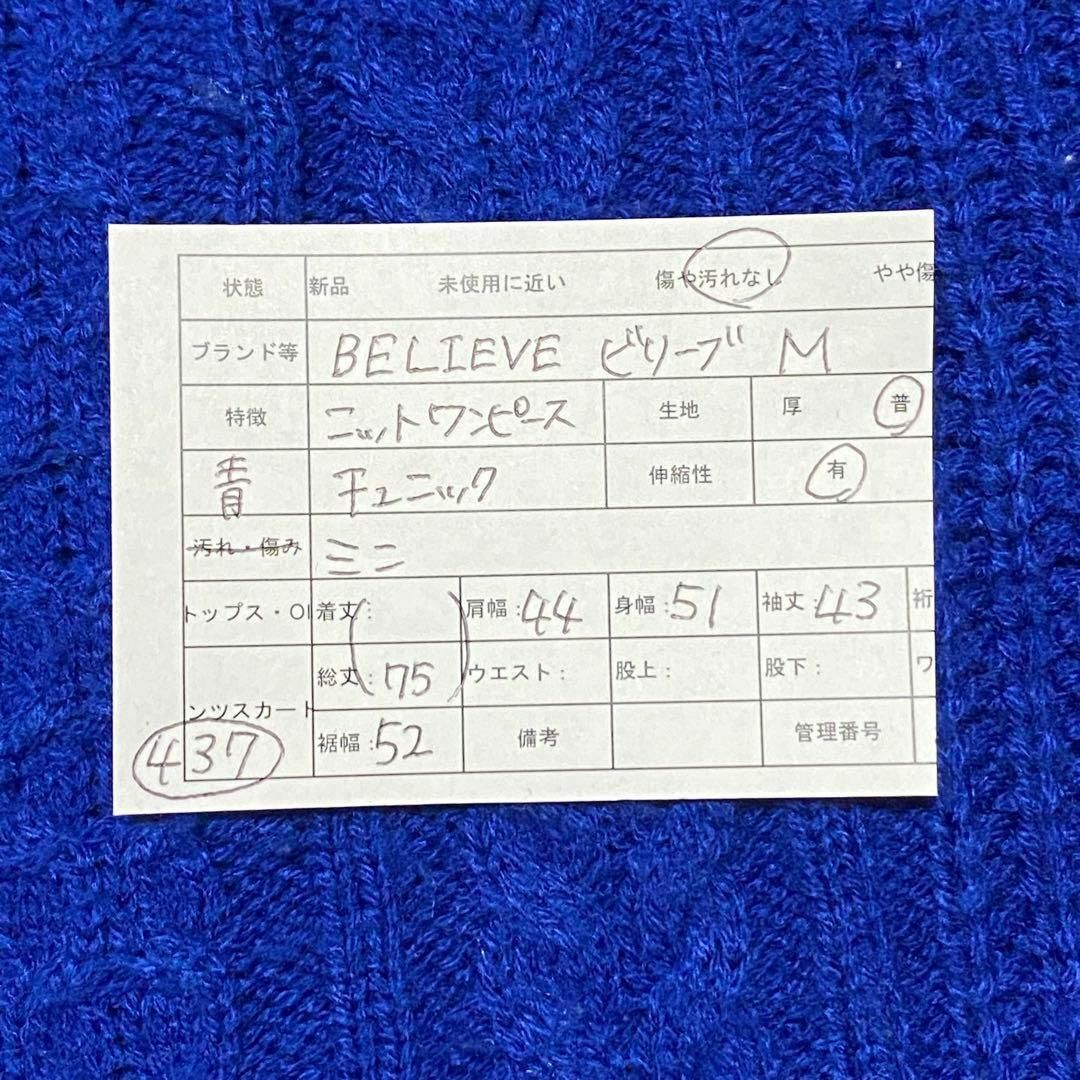 状態 新品 未使用に近い 傷や汚れなし やや傷
ブランド等 BELIEVE ビリーブ M
特徴 ニットワンピース 生地 厚 普
青 チュニック 伸縮性 有
汚れ・傷み ミニ
トップス・Ol 着丈: 肩幅:44 身幅:51 袖丈:43 裄
総丈:(75) ウエスト: 股上: 股下: ワ
ンツスカート
437 裾幅:52 備考 管理番号